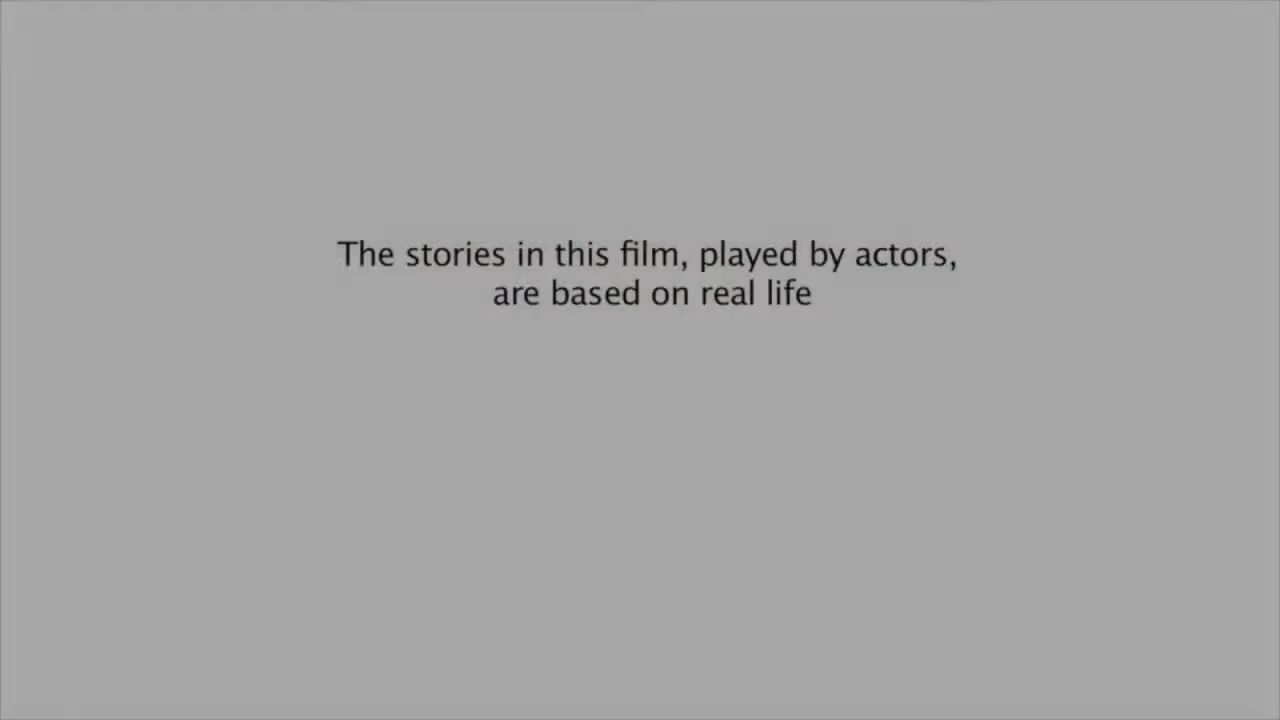 The stories in this film, played by actors,
are based on real life